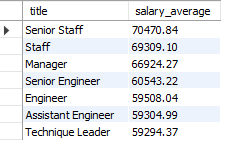 title salary_average
Senior Staff 70470.84
Staff 69309.10
Manager 66924.27
Senior Engineer 60543.22
Engineer 59508.04
Assistant Engineer 59304.99
Technique Leader 59294.37